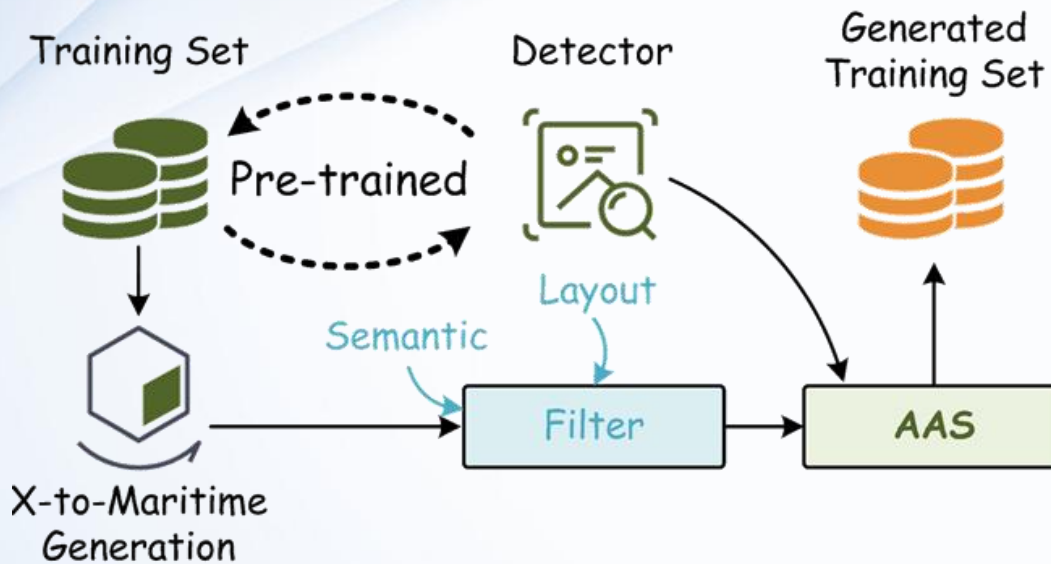 Training Set
Detector
Generated
Training Set
Pre-trained
Layout
Semantic
Filter
AAS
X-to-Maritime
Generation